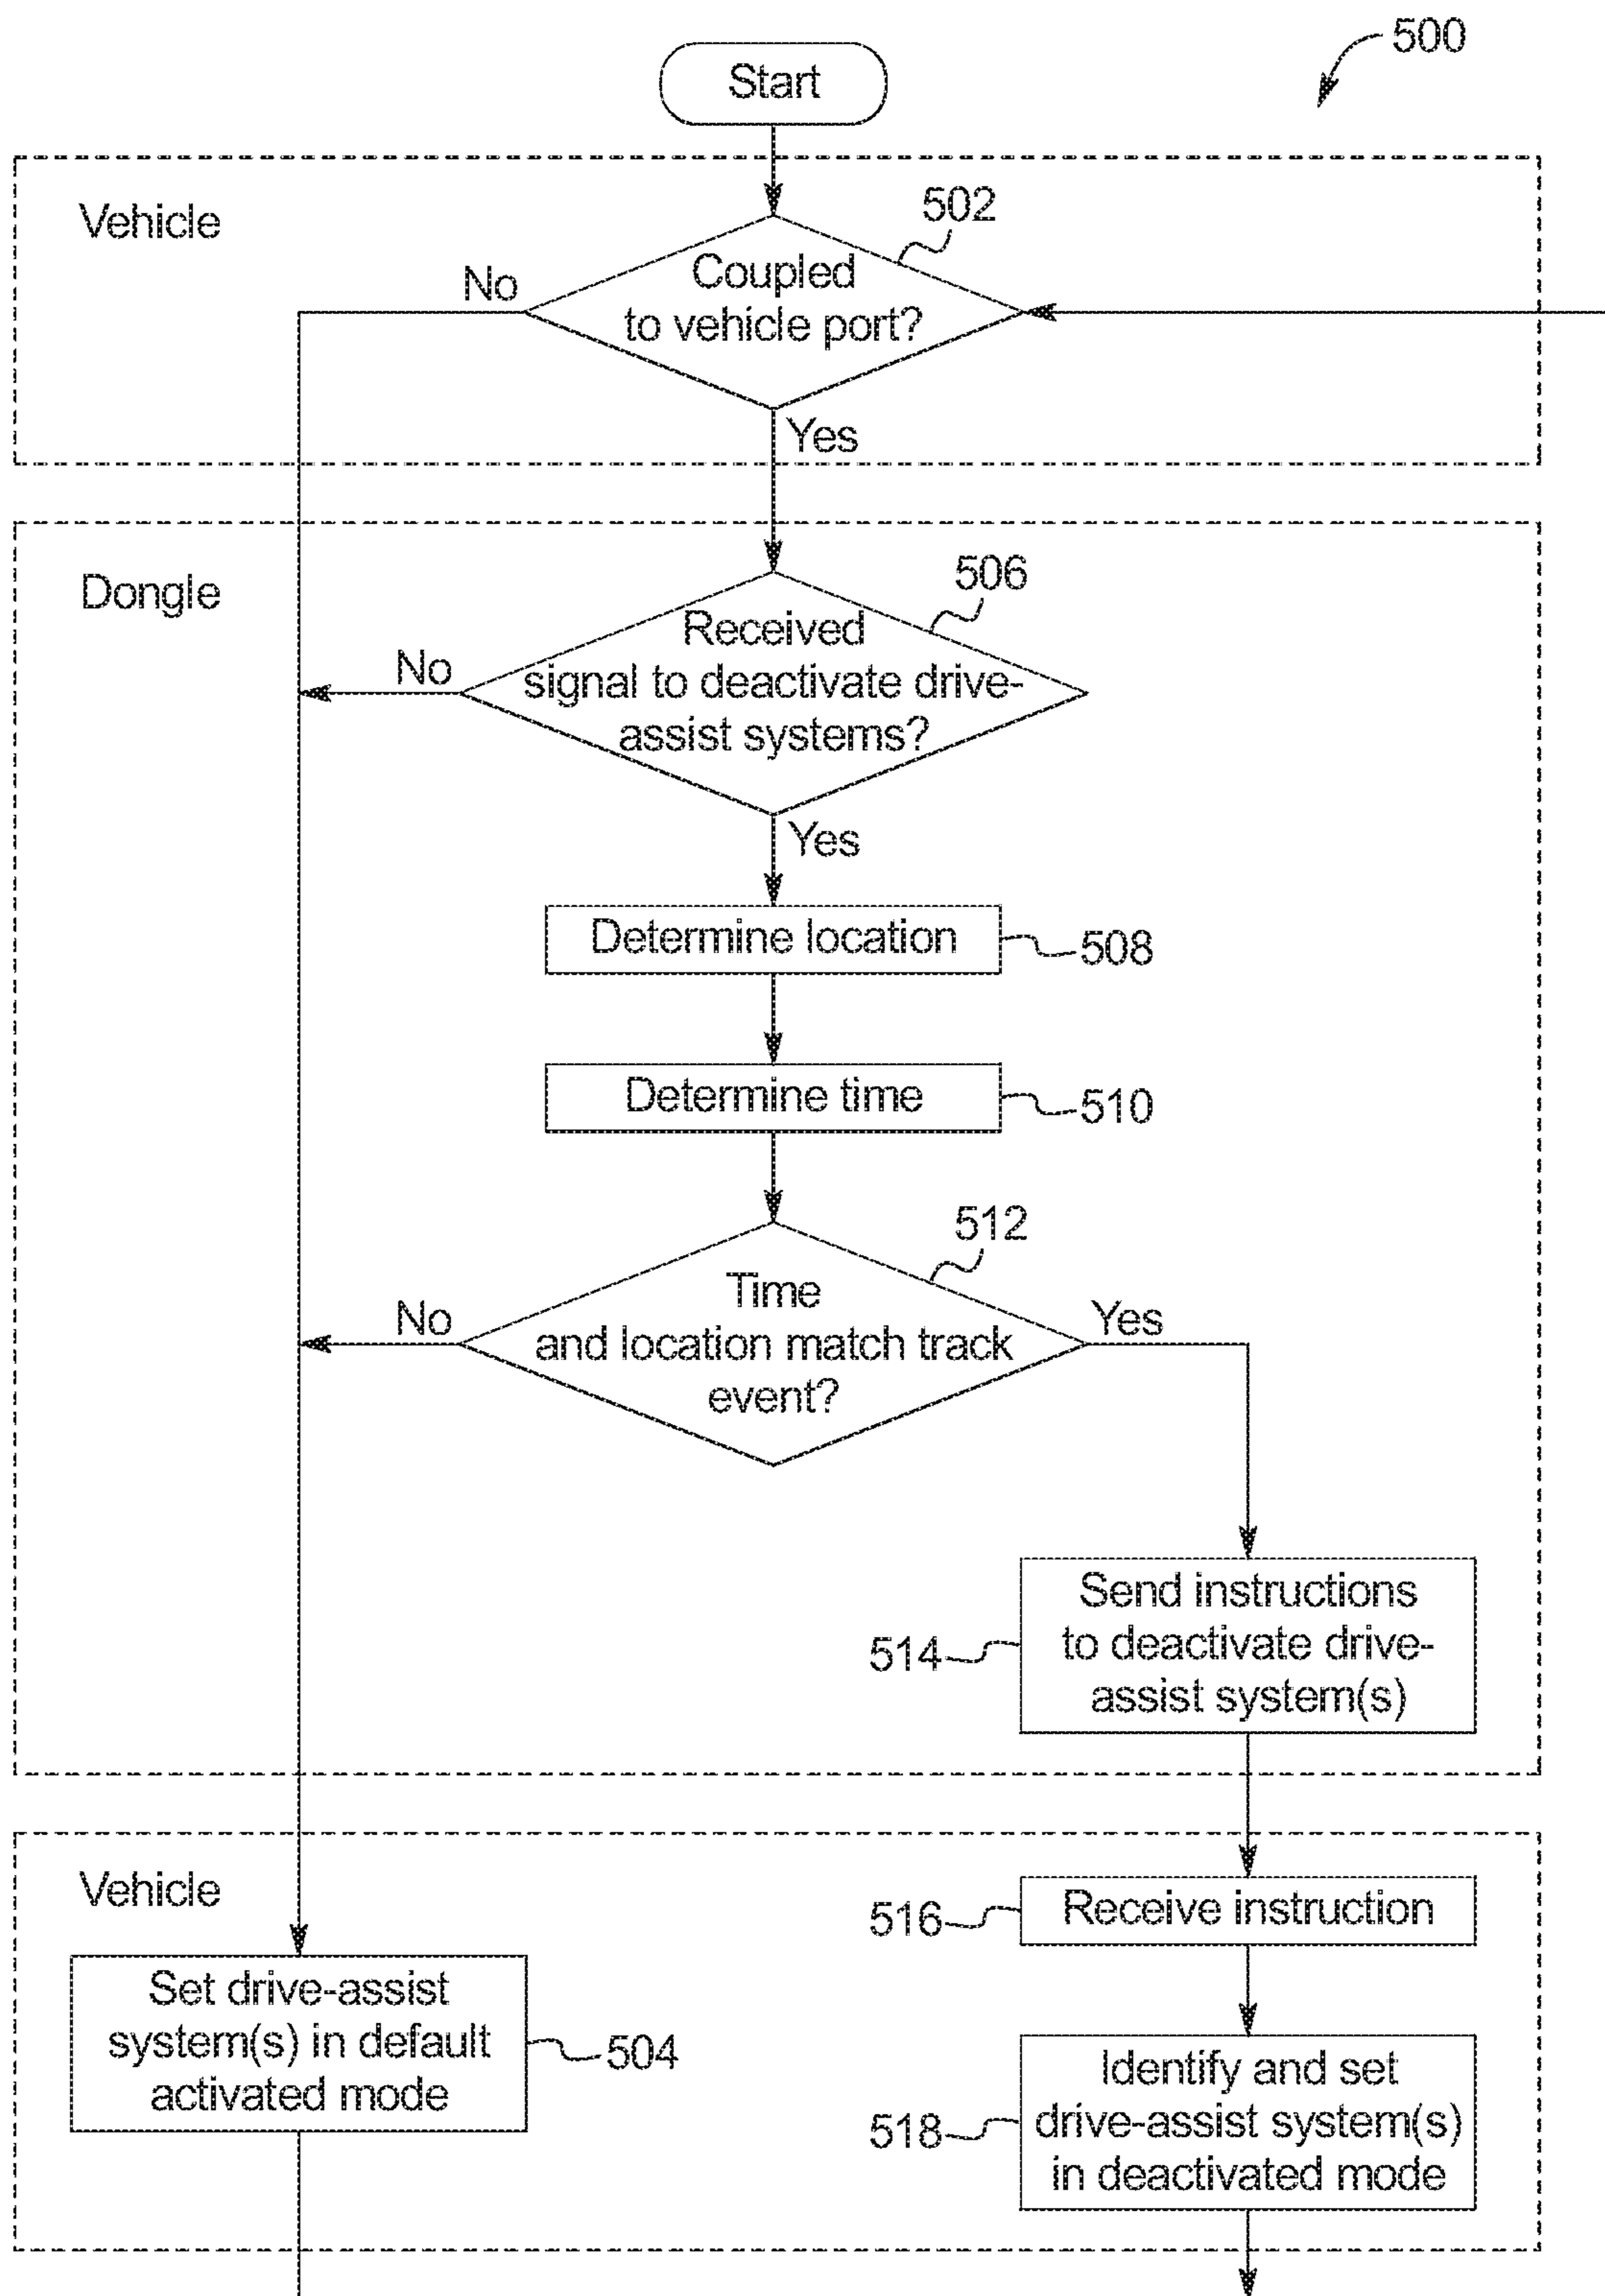 500
Start
Vehicle
502
Coupled
to vehicle port?
No
Yes
Dongle
506
Received
signal to deactivate drive-
assist systems?
No
Yes
Determine location
508
Determine time
510
512
Time
and location match track
event?
No
Yes
Send instructions
to deactivate drive-
assist system(s)
514
Vehicle
Receive instruction
516
Set drive-assist
system(s) in default
activated mode
504
Identify and set
drive-assist system(s)
in deactivated mode
518